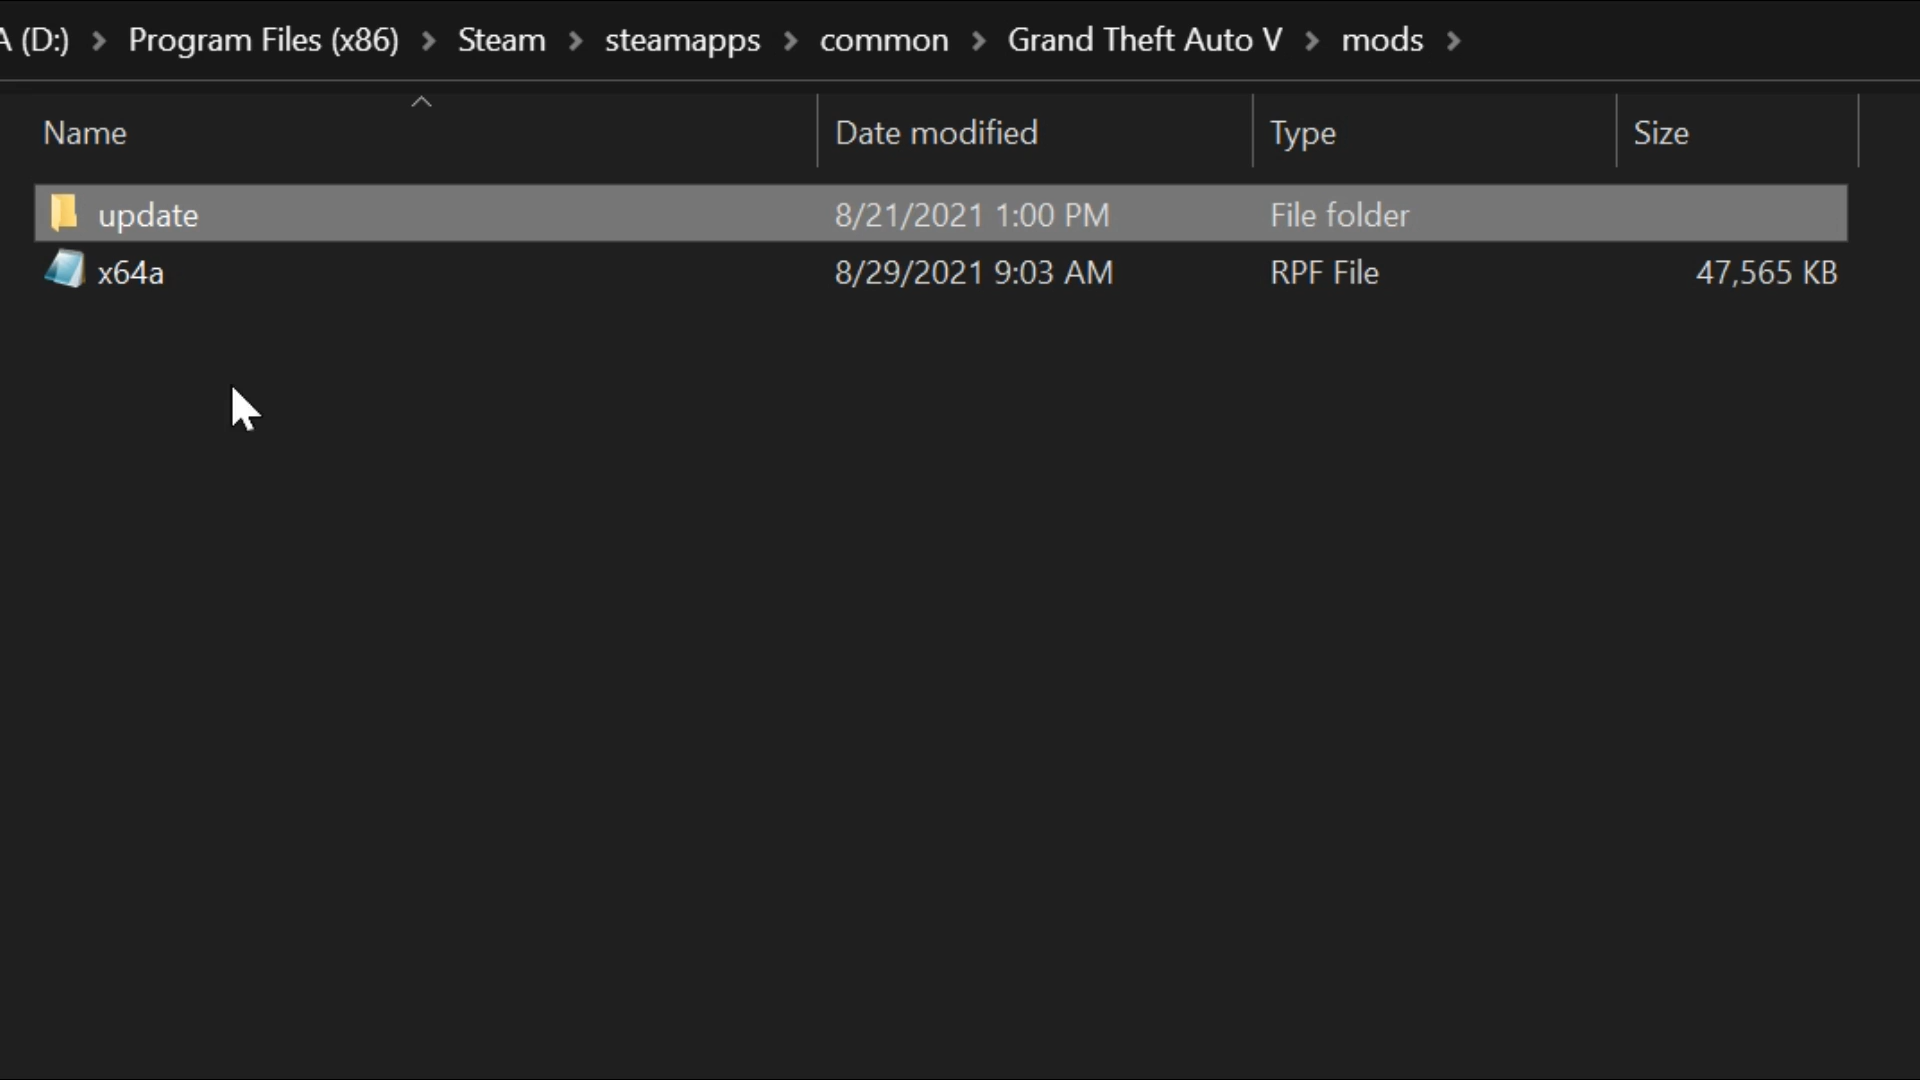 A (D:) > Program Files (x86) > Steam > steamapps > common > Grand Theft Auto V > mods >
Name Date modified Type Size
update 8/21/2021 1:00 PM File folder
x64a 8/29/2021 9:03 AM RPF File 47,565 KB